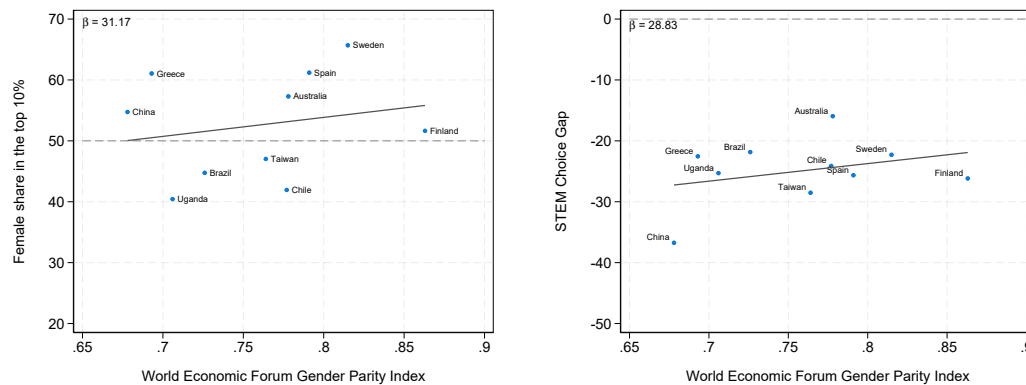 β = 31.17
Female share in the top 10%
70
60
50
40
30
20
Sweden
Greece
Spain
Australia
China
Finland
Taiwan
Brazil
Chile
Uganda
.65
.7
.75
.8
.85
.9
World Economic Forum Gender Parity Index
β = 28.83
STEM Choice Gap
0
-10
-20
-30
-40
-50
Australia
Greece
Brazil
Sweden
Uganda
Chile
Spain
Finland
Taiwan
China
.65
.7
.75
.8
.85
.9
World Economic Forum Gender Parity Index